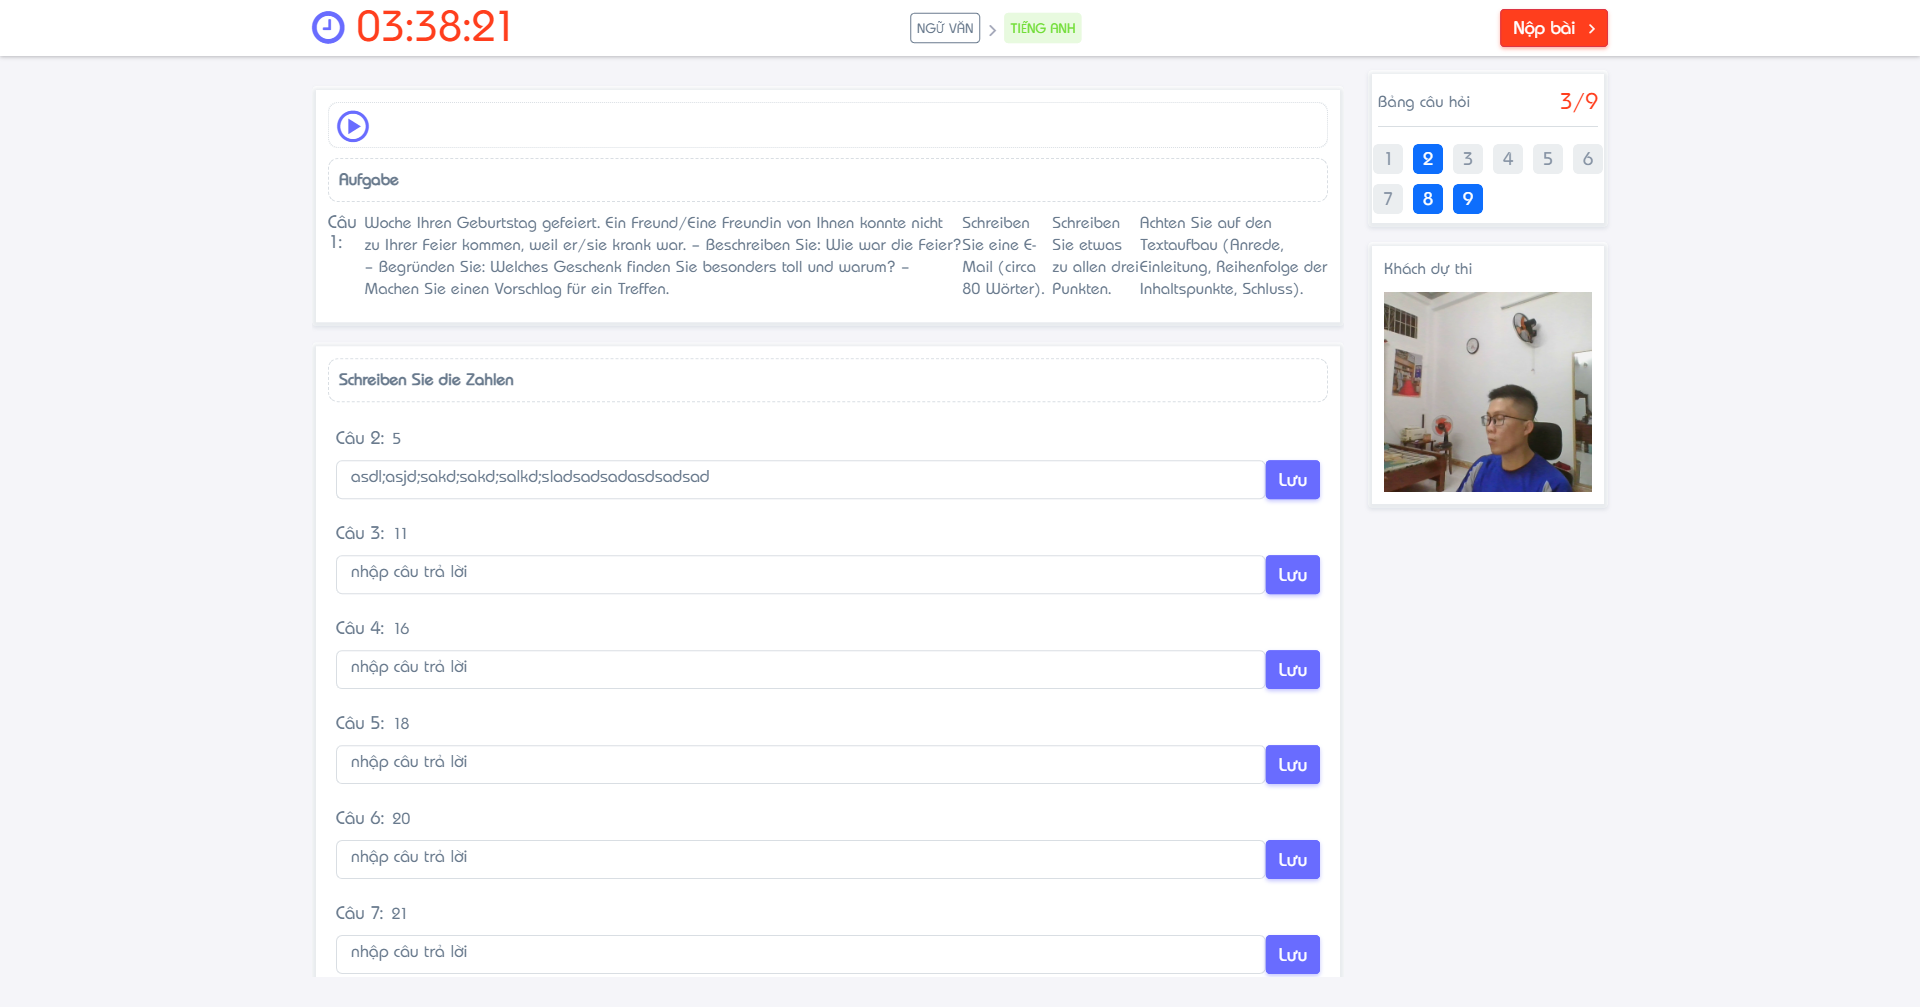 03:38:21
NGỮ VĂN
TIẾNG ANH
Nộp bài
Aufgabe
Câu 1:
Woche Ihren Geburtstag gefeiert. Ein Freund/Eine Freundin von Ihnen konnte nicht
zu Ihrer Feier kommen, weil er/sie krank war. – Beschreiben Sie: Wie war die Feier?
– Begründen Sie: Welches Geschenk finden Sie besonders toll und warum? –
Machen Sie einen Vorschlag für ein Treffen.
Schreiben
Sie eine E-
Mail (circa
80 Wörter).
Schreiben
Sie etwas
zu allen drei
Punkten.
Achten Sie auf den
Textaufbau (Anrede,
Einleitung, Reihenfolge der
Inhaltspunkte, Schluss).
Schreiben Sie die Zahlen
Câu 2: 5
asdl;asjd;sakd;sakd;salkd;sladsadsadasdsadsad
Lưu
Câu 3: 11
nhập câu trả lời
Lưu
Câu 4: 16
nhập câu trả lời
Lưu
Câu 5: 18
nhập câu trả lời
Lưu
Câu 6: 20
nhập câu trả lời
Lưu
Câu 7: 21
nhập câu trả lời
Lưu
Bảng câu hỏi
3/9
1 2 3 4 5 6
7 8 9
Khách dự thi